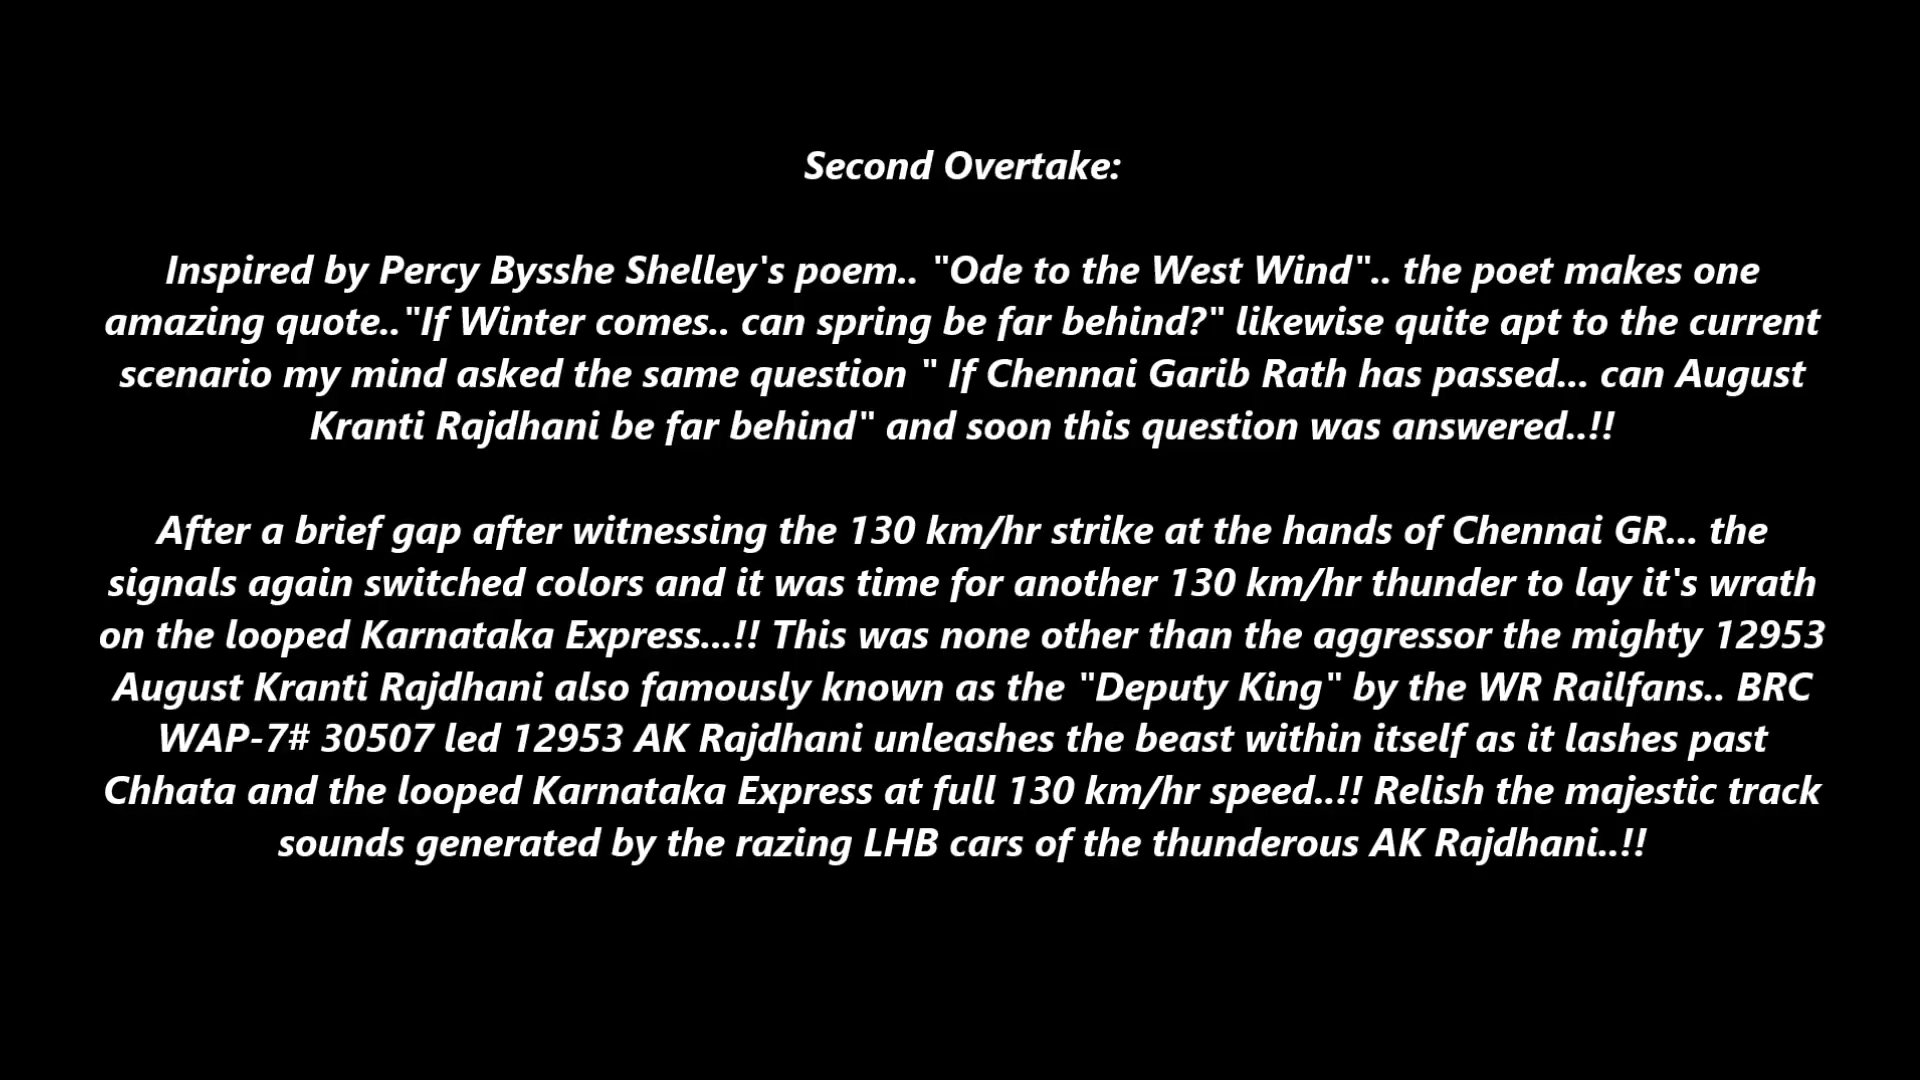 Second Overtake:
Inspired by Percy Bysshe Shelley's poem.. "Ode to the West Wind".. the poet makes one
amazing quote.."If Winter comes.. can spring be far behind?" likewise quite apt to the current
scenario my mind asked the same question " If Chennai Garib Rath has passed... can August
Kranti Rajdhani be far behind" and soon this question was answered..!!
After a brief gap after witnessing the 130 km/hr strike at the hands of Chennai GR... the
signals again switched colors and it was time for another 130 km/hr thunder to lay it's wrath
on the looped Karnataka Express...!! This was none other than the aggressor the mighty 12953
August Kranti Rajdhani also famously known as the "Deputy King" by the WR Railfans.. BRC
WAP-7# 30507 led 12953 AK Rajdhani unleashes the beast within itself as it lashes past
Chhata and the looped Karnataka Express at full 130 km/hr speed..!! Relish the majestic track
sounds generated by the razing LHB cars of the thunderous AK Rajdhani..!!